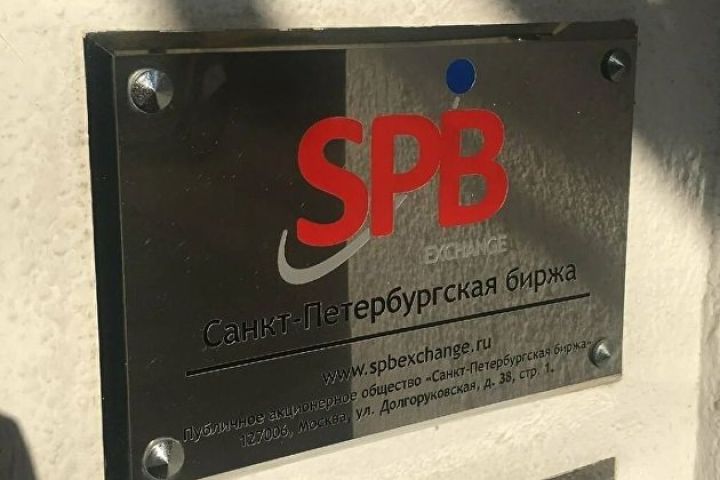 SPB
EXCHANGE
Санкт-Петербургская биржа
www.spbexchange.ru
Публичное акционерное общество «Санкт-Петербургская биржа»
127006, Москва, ул. Долгоруковская, д. 38, стр. 1.